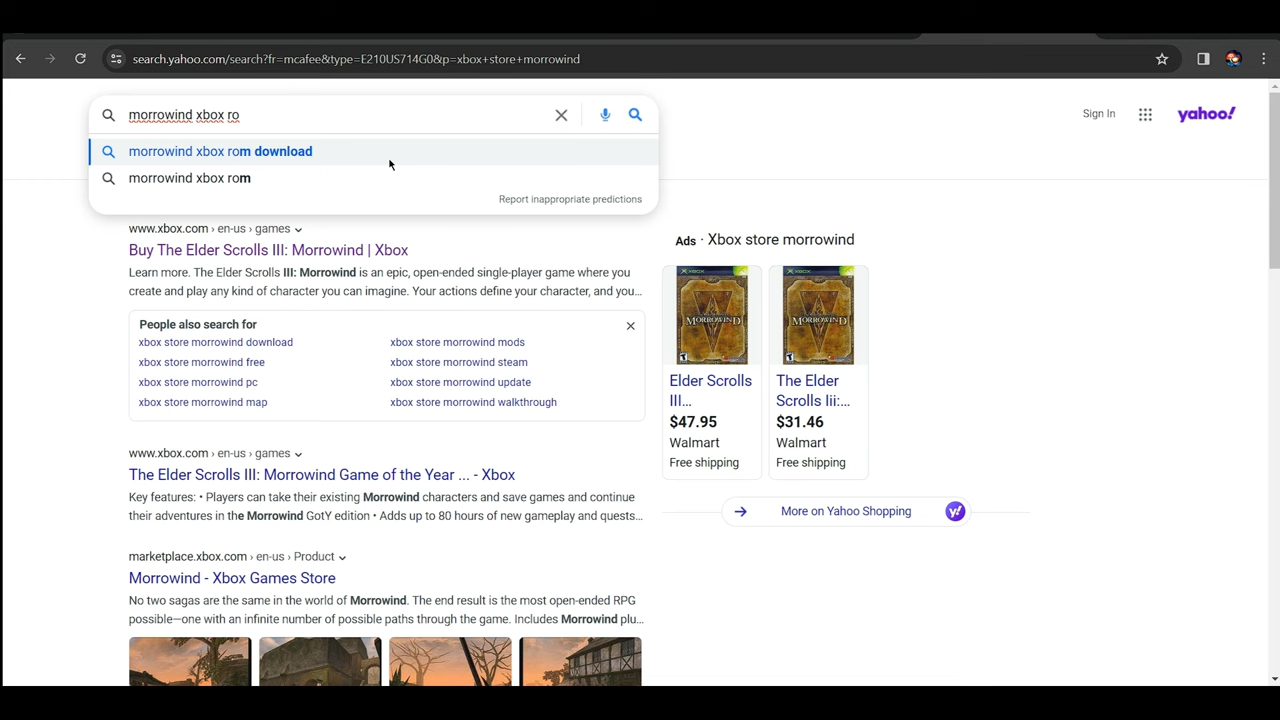 search.yahoo.com/search?fr=mcafee&type=E210US714G0&p=xbox+store+morrowind
morrowind xbox ro
Sign In
yahoo!
morrowind xbox rom download
morrowind xbox rom
Report inappropriate predictions
www.xbox.com › en-us › games
Buy The Elder Scrolls III: Morrowind | Xbox
Learn more. The Elder Scrolls III: Morrowind is an epic, open-ended single-player game where you
create and play any kind of character you can imagine. Your actions define your character, and you...
People also search for
xbox store morrowind download
xbox store morrowind mods
xbox store morrowind free
xbox store morrowind steam
xbox store morrowind pc
xbox store morrowind update
xbox store morrowind map
xbox store morrowind walkthrough
www.xbox.com › en-us › games
The Elder Scrolls III: Morrowind Game of the Year ... - Xbox
Key features: • Players can take their existing Morrowind characters and save games and continue
their adventures in the Morrowind GotY edition • Adds up to 80 hours of new gameplay and quests...
marketplace.xbox.com › en-us › Product
Morrowind - Xbox Games Store
No two sagas are the same in the world of Morrowind. The end result is the most open-ended RPG
possible—one with an infinite number of possible paths through the game. Includes Morrowind plu...
Ads · Xbox store morrowind
XBOX
MORROWIND
XBOX
MORROWIND
Elder Scrolls
III...
$47.95
Walmart
Free shipping
The Elder
Scrolls Iii:...
$31.46
Walmart
Free shipping
More on Yahoo Shopping
y!